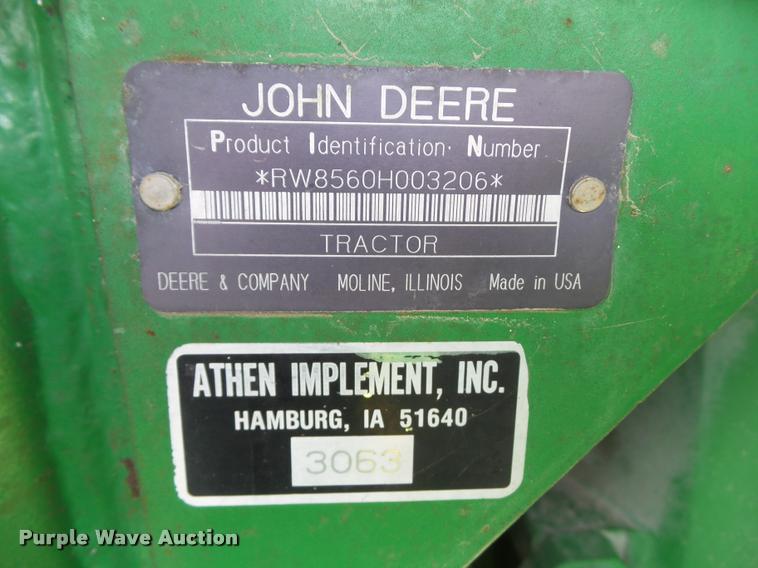 JOHN DEERE
Product Identification Number
*RW8560H003206*
TRACTOR
DEERE & COMPANY MOLINE, ILLINOIS Made in USA
ATHEN IMPLEMENT, INC.
HAMBURG, IA 51640
3063
Purple Wave Auction